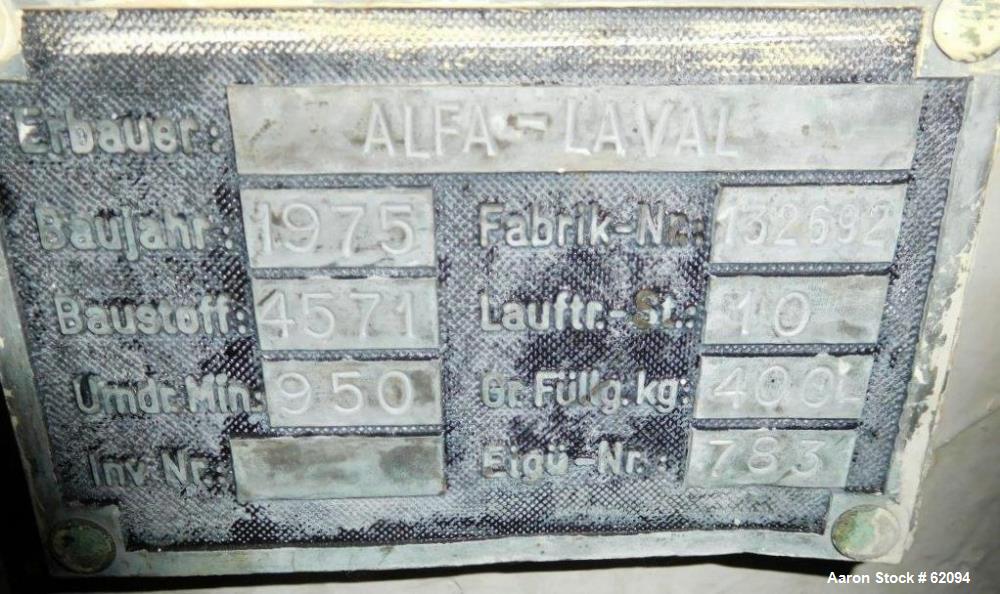 Erbauer: ALFA-LAVAL
Baujahr: 1975 Fabrik-Nr.: 132692
Baustoff: 4571 Lauftr.-St.: 10
Umdr. Min. 950 Gr. Füllg. kg: 400L
Inv. Nr.: Eigü-Nr.: 783
Aaron Stock # 62094